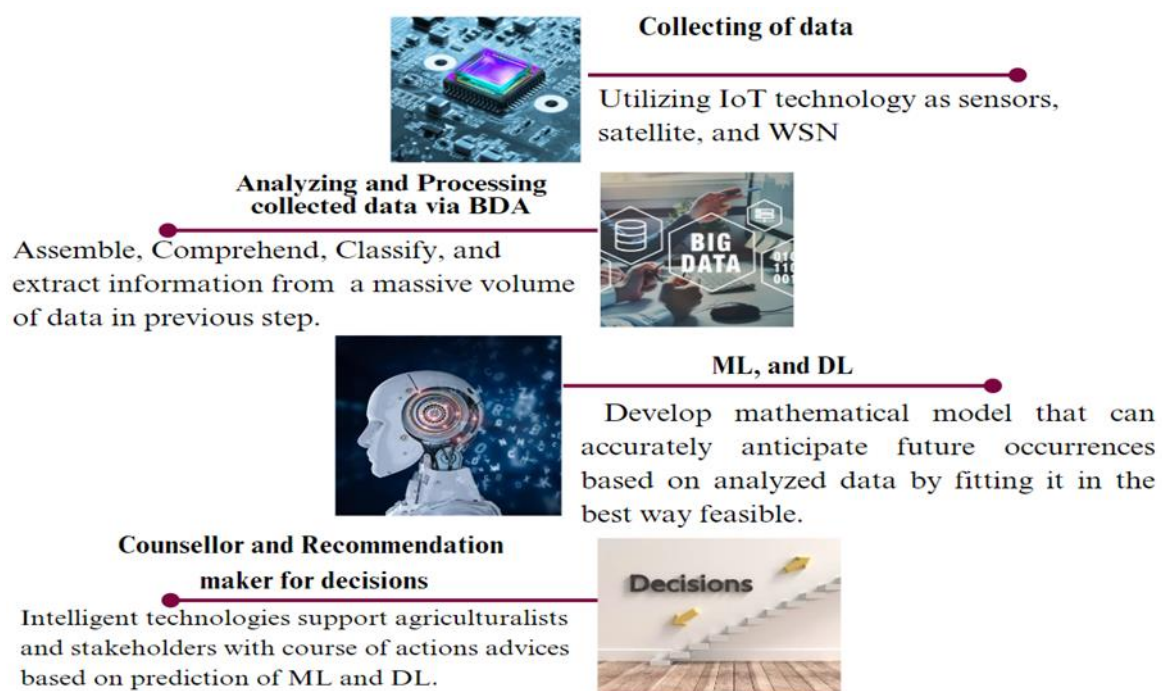 Collecting of data
Utilizing IoT technology as sensors,
satellite, and WSN
Analyzing and Processing
collected data via BDA
Assemble, Comprehend, Classify, and
extract information from a massive volume
of data in previous step.
BIG
DATA
010
110
001
ML, and DL
Develop mathematical model that can
accurately anticipate future occurrences
based on analyzed data by fitting it in the
best way feasible.
Counsellor and Recommendation
maker for decisions
Intelligent technologies support agriculturalists
and stakeholders with course of actions advices
based on prediction of ML and DL.
Decisions